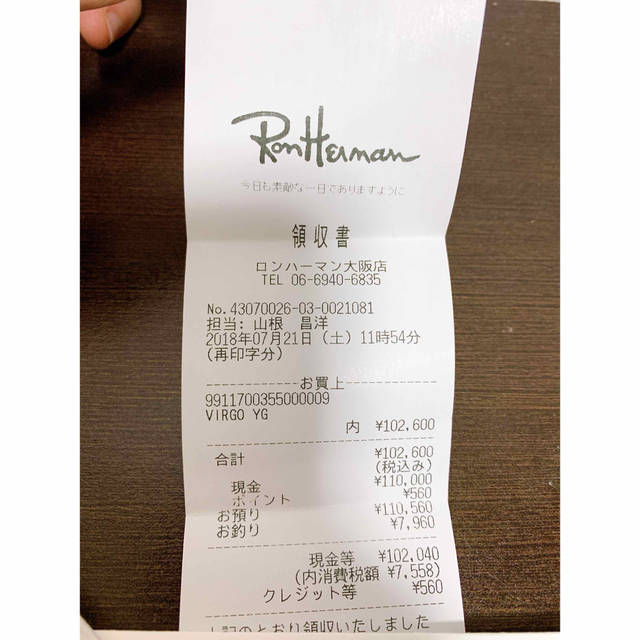 RonHerman
今日も素敵な一日でありますように
領収書
ロンハーマン大阪店
TEL 06-6940-6835
No.43070026-03-0021081
担当: 山根 昌洋
2018年07月21日(土)11時54分
(再印字分)
お買上
9911700355000009
VIRGO YG
内 ¥102,600
合計 ¥102,600
(税込み)
現金 ¥110,000
ポイント ¥560
お預り ¥110,560
お釣り ¥7,960
現金等 ¥102,040
(内消費税額 ¥7,558)
クレジット等 ¥560
上記のとおり領収いたしました